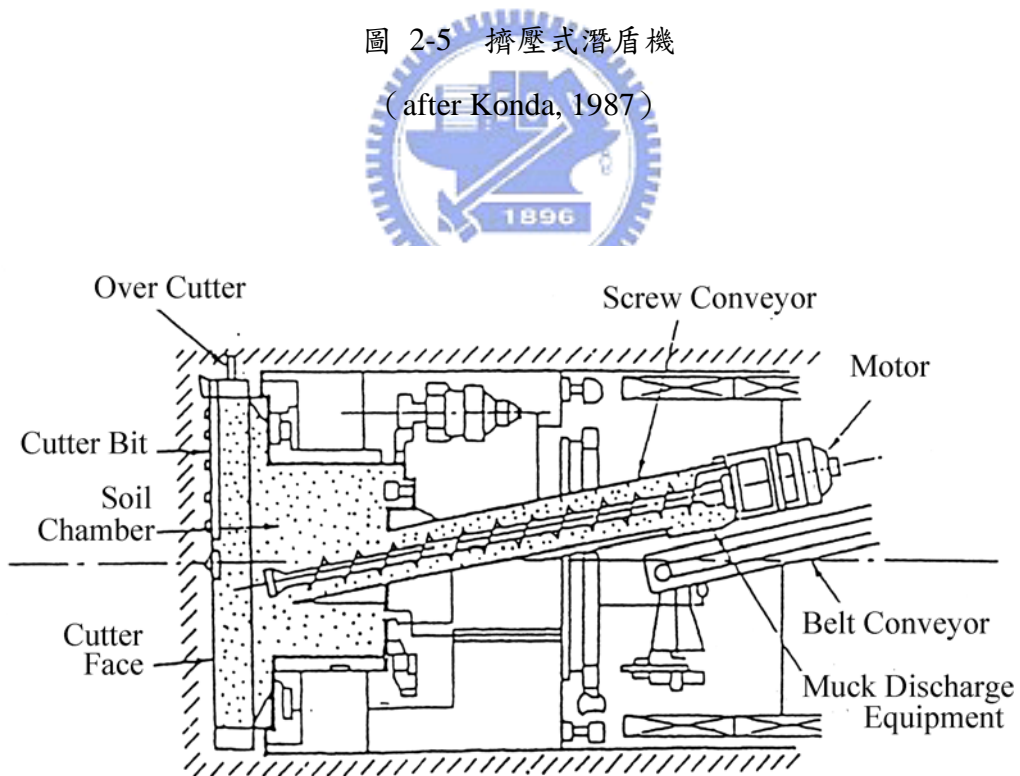 圖 2-5 擠壓式潛盾機
（after Konda, 1987）
1896
Over Cutter
Screw Conveyor
Motor
Cutter Bit
Soil
Chamber
Cutter
Face
Belt Conveyor
Muck Discharge
Equipment